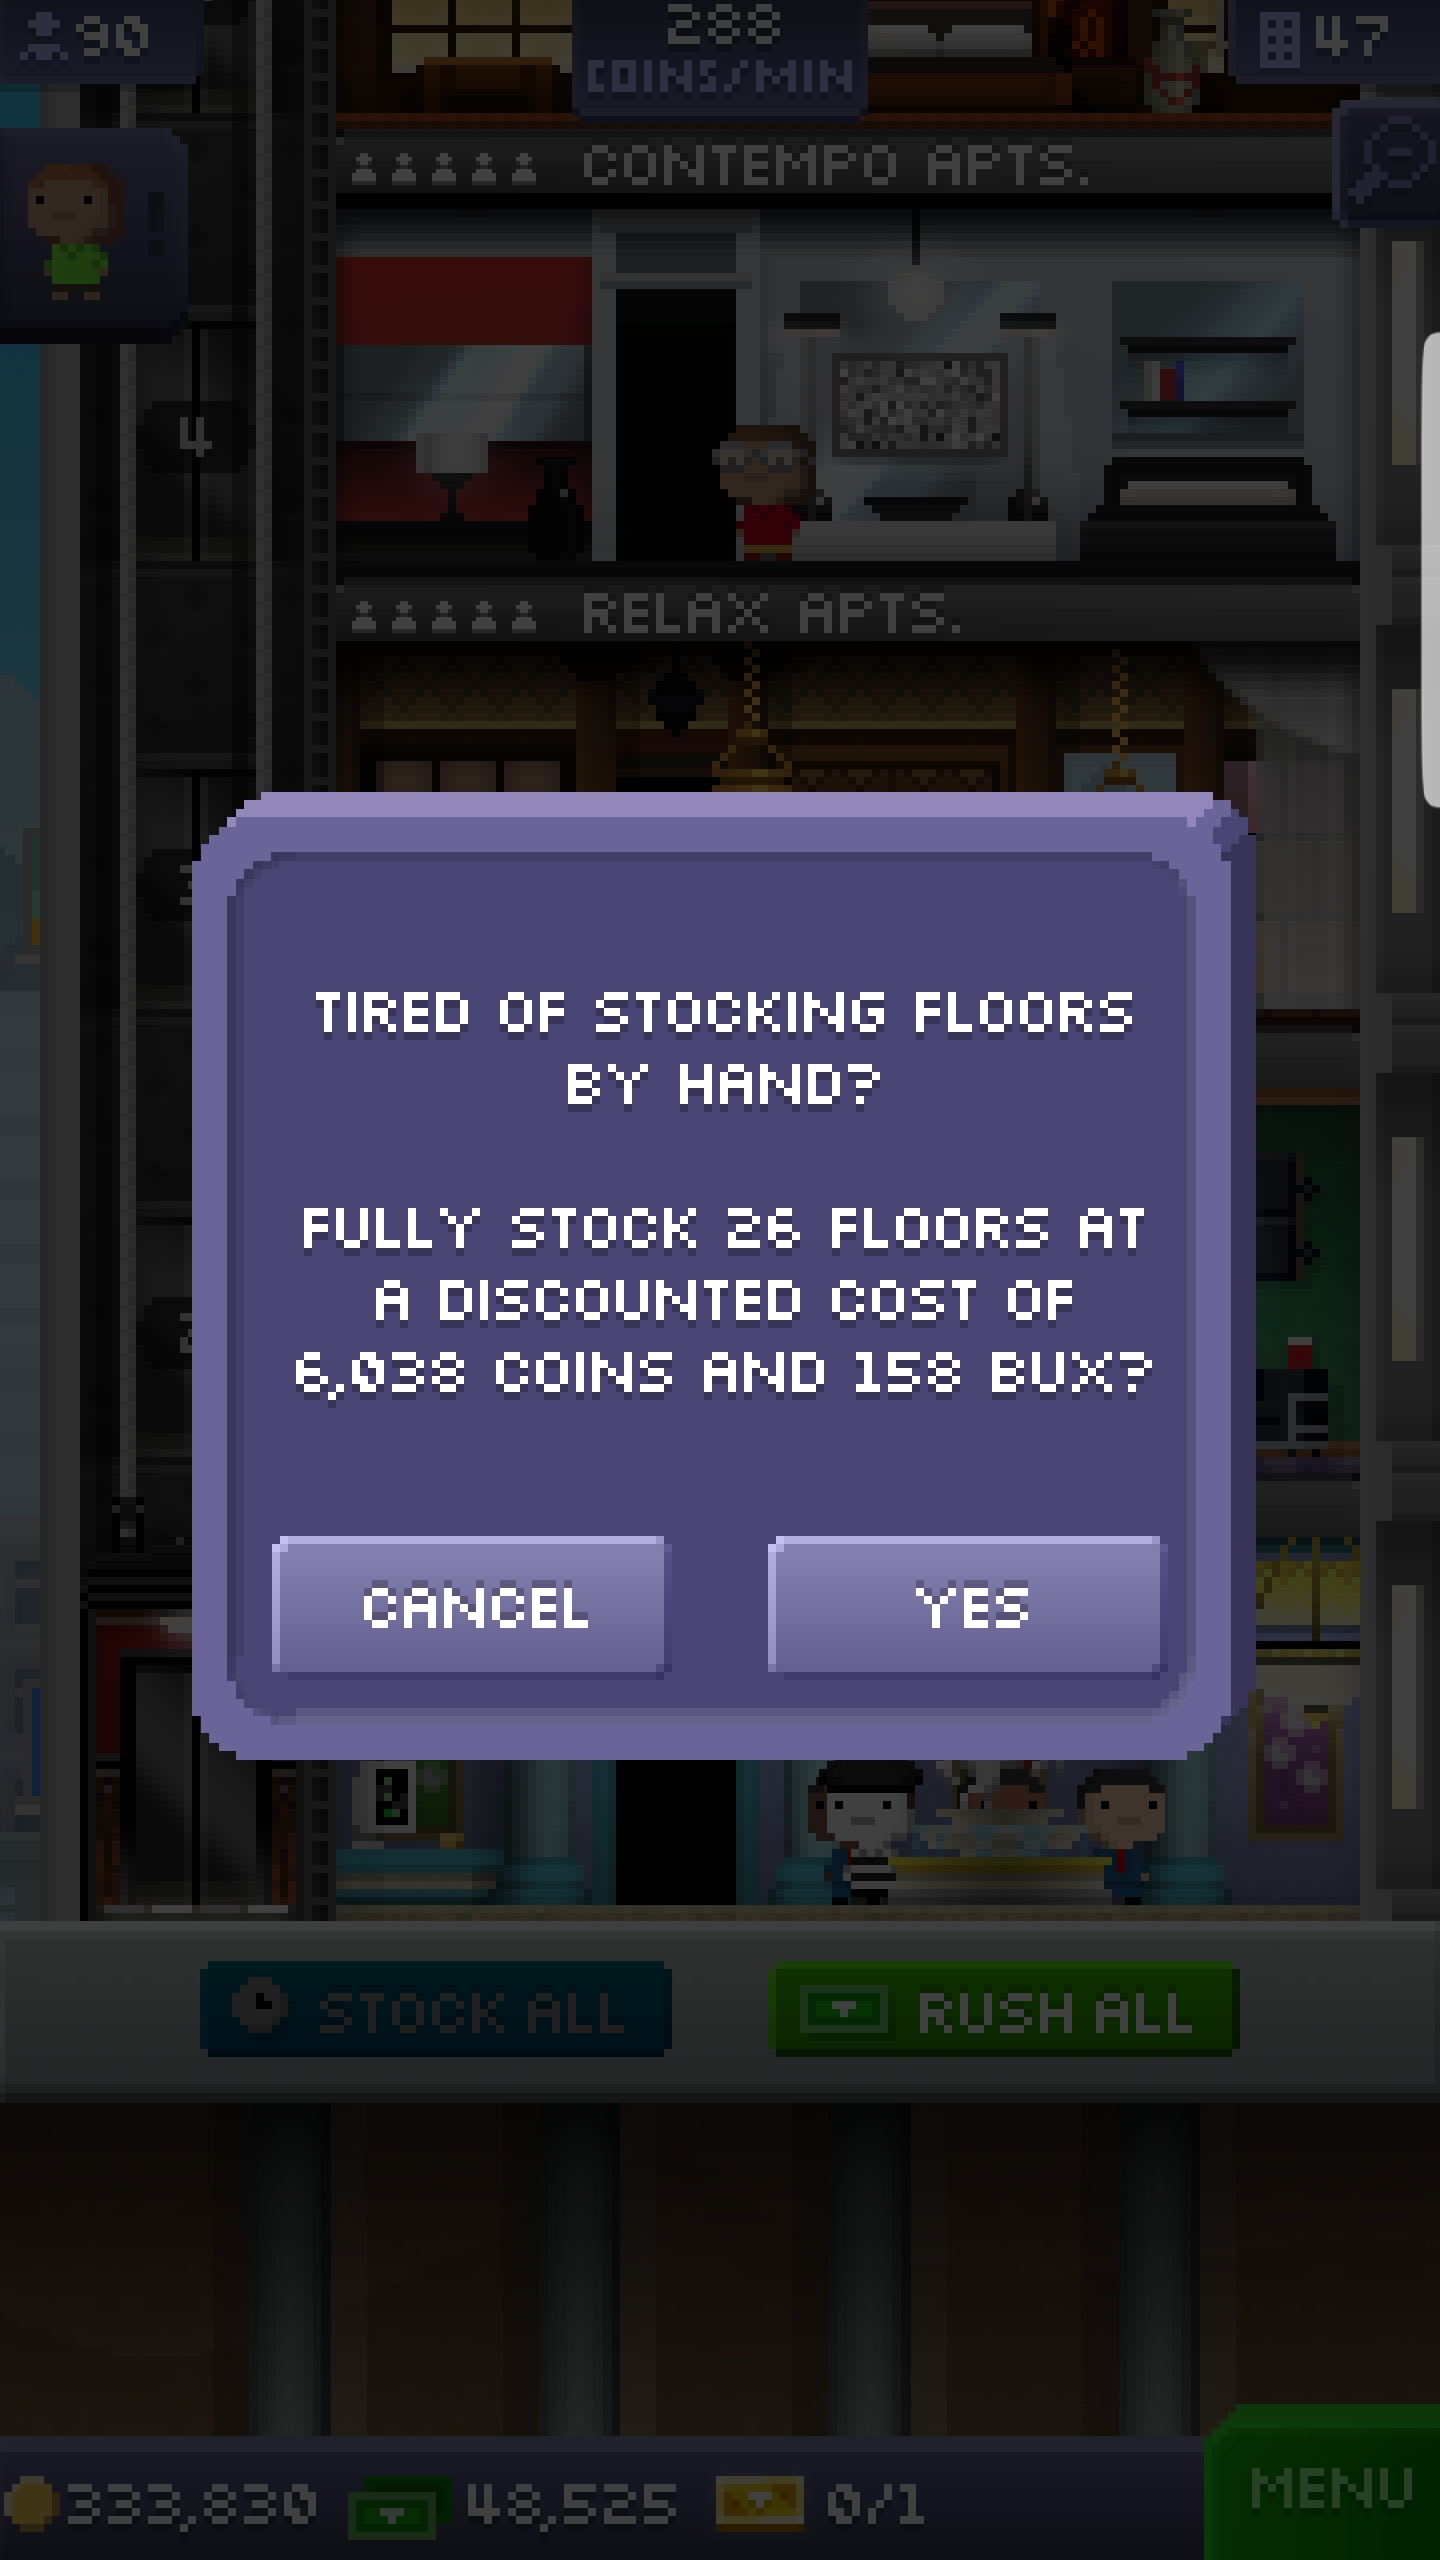 90
288
COINS/MIN
47
CONTEMPO APTS.
!
4
RELAX APTS.
TIRED OF STOCKING FLOORS
BY HAND?
FULLY STOCK 26 FLOORS AT
A DISCOUNTED COST OF
6,038 COINS AND 158 BUX?
CANCEL
YES
STOCK ALL
RUSH ALL
333,830
48,525
0/1
MENU